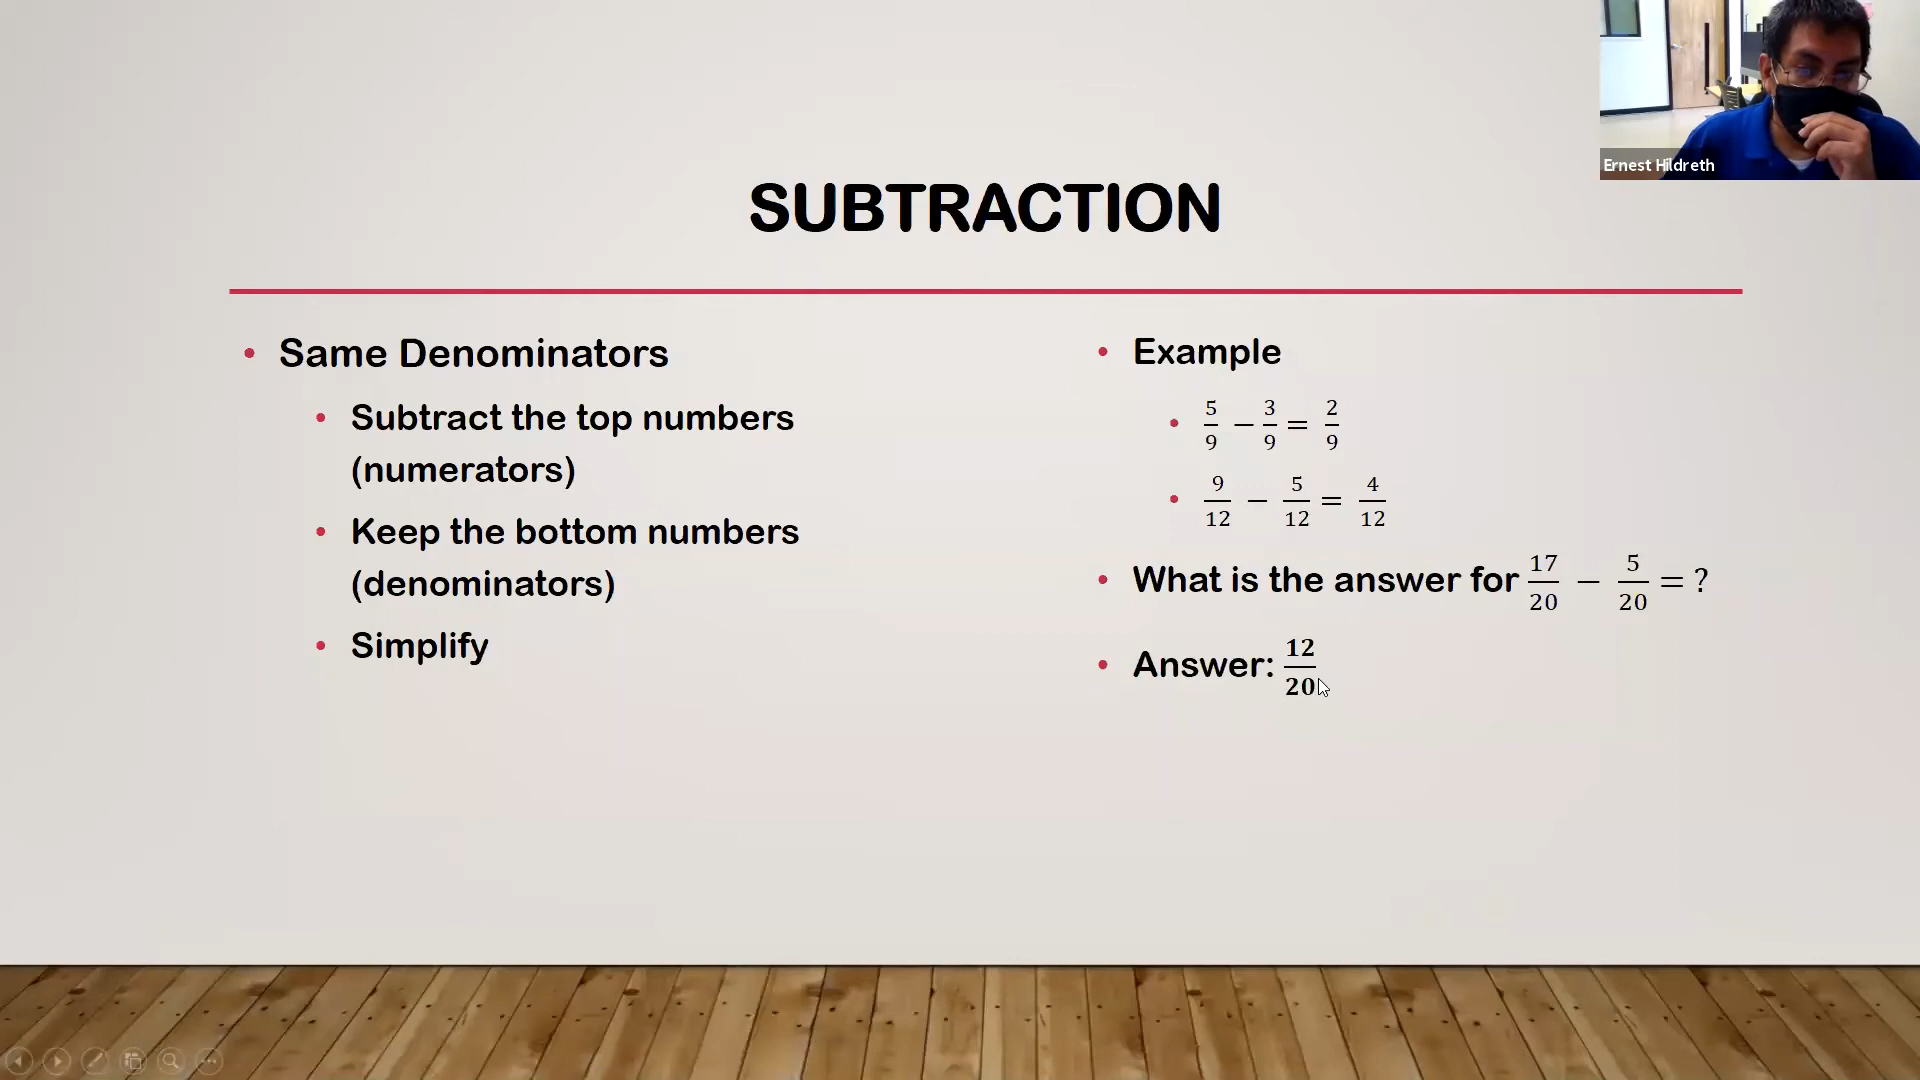 Ernest Hildreth
SUBTRACTION
• Same Denominators
• Subtract the top numbers
(numerators)
• Keep the bottom numbers
(denominators)
• Simplify
• Example
• 5/9 − 3/9 = 2/9
• 9/12 − 5/12 = 4/12
• What is the answer for 17/20 − 5/20 = ?
• Answer: 12/20